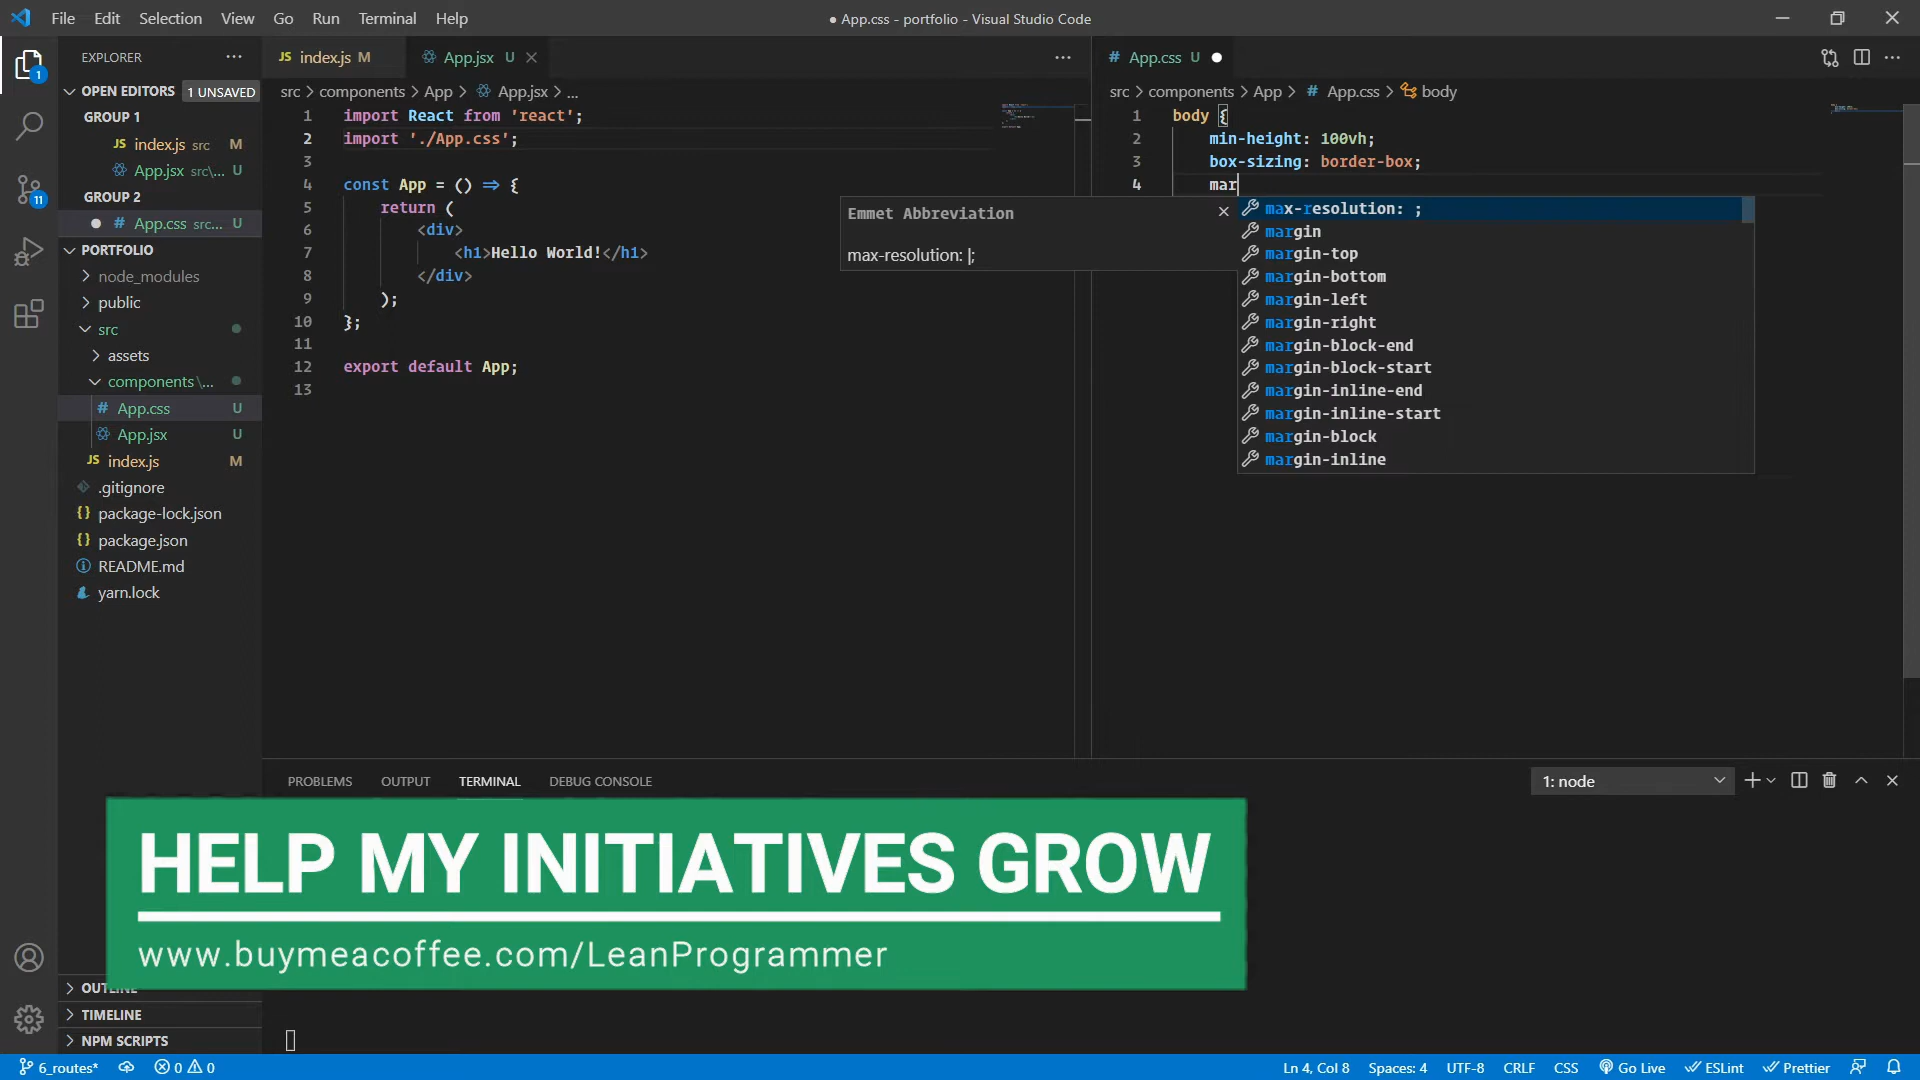 File Edit Selection View Go Run Terminal Help
● App.css - portfolio - Visual Studio Code
EXPLORER ···
OPEN EDITORS 1 UNSAVED
GROUP 1
JS index.js src M
App.jsx src\... U
GROUP 2
# App.css src... U
PORTFOLIO
node_modules
public
src
assets
components\...
# App.css U
App.jsx U
JS index.js M
.gitignore
{} package-lock.json
{} package.json
README.md
yarn.lock
OUTLINE
TIMELINE
NPM SCRIPTS
1
11
JS index.js M
App.jsx U
src > components > App > App.jsx > ...
1 import React from 'react';
2 import './App.css';
3
4 const App = () => {
5 return (
6 <div>
7 <h1>Hello World!</h1>
8 </div>
9 );
10 };
11
12 export default App;
13
# App.css U
src > components > App > # App.css > body
1 body {
2 min-height: 100vh;
3 box-sizing: border-box;
4 mar
Emmet Abbreviation
max-resolution: |;
max-resolution: ;
margin
margin-top
margin-bottom
margin-left
margin-right
margin-block-end
margin-block-start
margin-inline-end
margin-inline-start
margin-block
margin-inline
PROBLEMS OUTPUT TERMINAL DEBUG CONSOLE
1: node
HELP MY INITIATIVES GROW
www.buymeacoffee.com/LeanProgrammer
6_routes* 0 0
Ln 4, Col 8 Spaces: 4 UTF-8 CRLF CSS Go Live ESLint Prettier